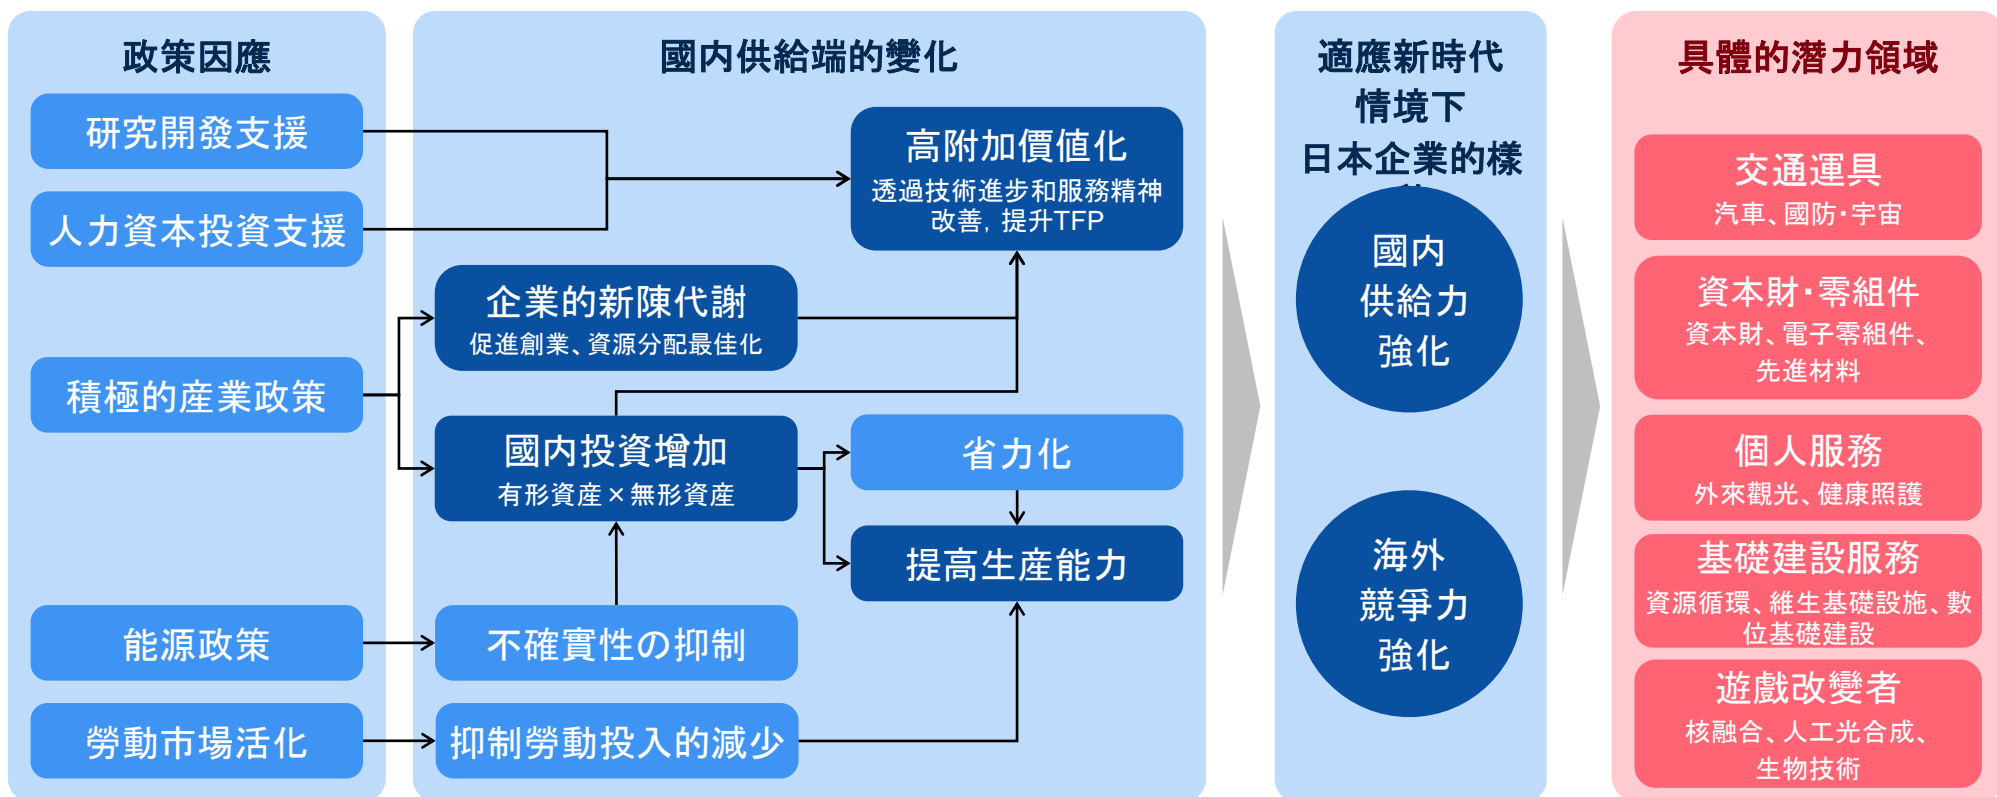 政策因應
研究開發支援
人力資本投資支援
積極的産業政策
能源政策
勞動市場活化
國内供給端的變化
高附加價値化
透過技術進步和服務精神
改善，提升TFP
企業的新陳代謝
促進創業、資源分配最佳化
國内投資增加
有形資産×無形資産
省力化
提高生産能力
不確實性の抑制
抑制勞動投入的減少
適應新時代
情境下
日本企業的樣
國内
供給力
強化
海外
競爭力
強化
具體的潛力領域
交通運具
汽車、國防･宇宙
資本財･零組件
資本財、電子零組件、
先進材料
個人服務
外來觀光、健康照護
基礎建設服務
資源循環、維生基礎設施、數
位基礎建設
遊戲改變者
核融合、人工光合成、
生物技術